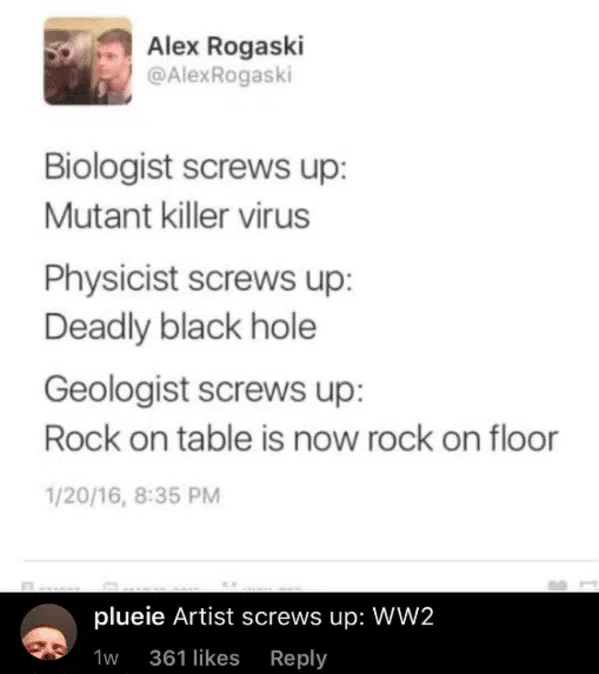 Alex Rogaski
@AlexRogaski
Biologist screws up:
Mutant killer virus
Physicist screws up:
Deadly black hole
Geologist screws up:
Rock on table is now rock on floor
1/20/16, 8:35 PM
plueie Artist screws up: WW2
1w 361 likes Reply